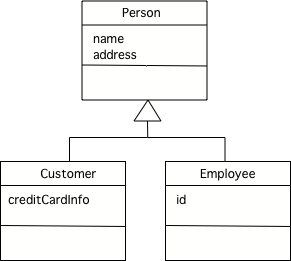 Person
name
address
Customer
creditCardInfo
Employee
id